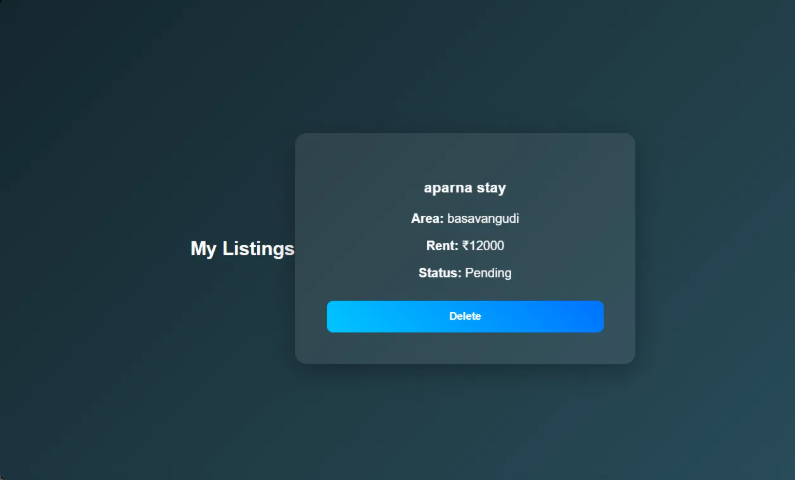 My Listings
aparna stay
Area: basavangudi
Rent: ₹12000
Status: Pending
Delete